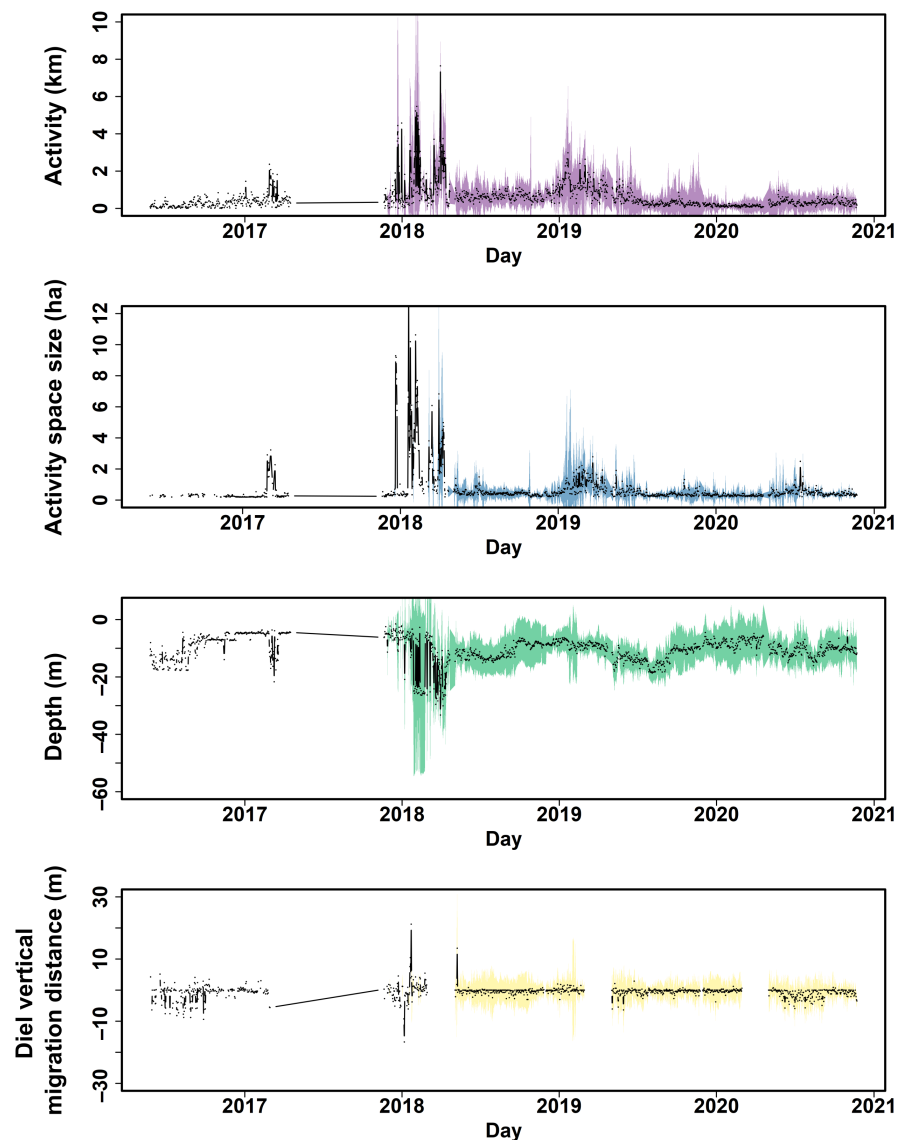 Activity (km)
0 2 4 6 8 10
2017 2018 2019 2020 2021
Day
Activity space size (ha)
0 2 4 6 8 10 12
2017 2018 2019 2020 2021
Day
Depth (m)
−60 −40 −20 0
2017 2018 2019 2020 2021
Day
Diel vertical
migration distance (m)
−30 −10 10 30
2017 2018 2019 2020 2021
Day